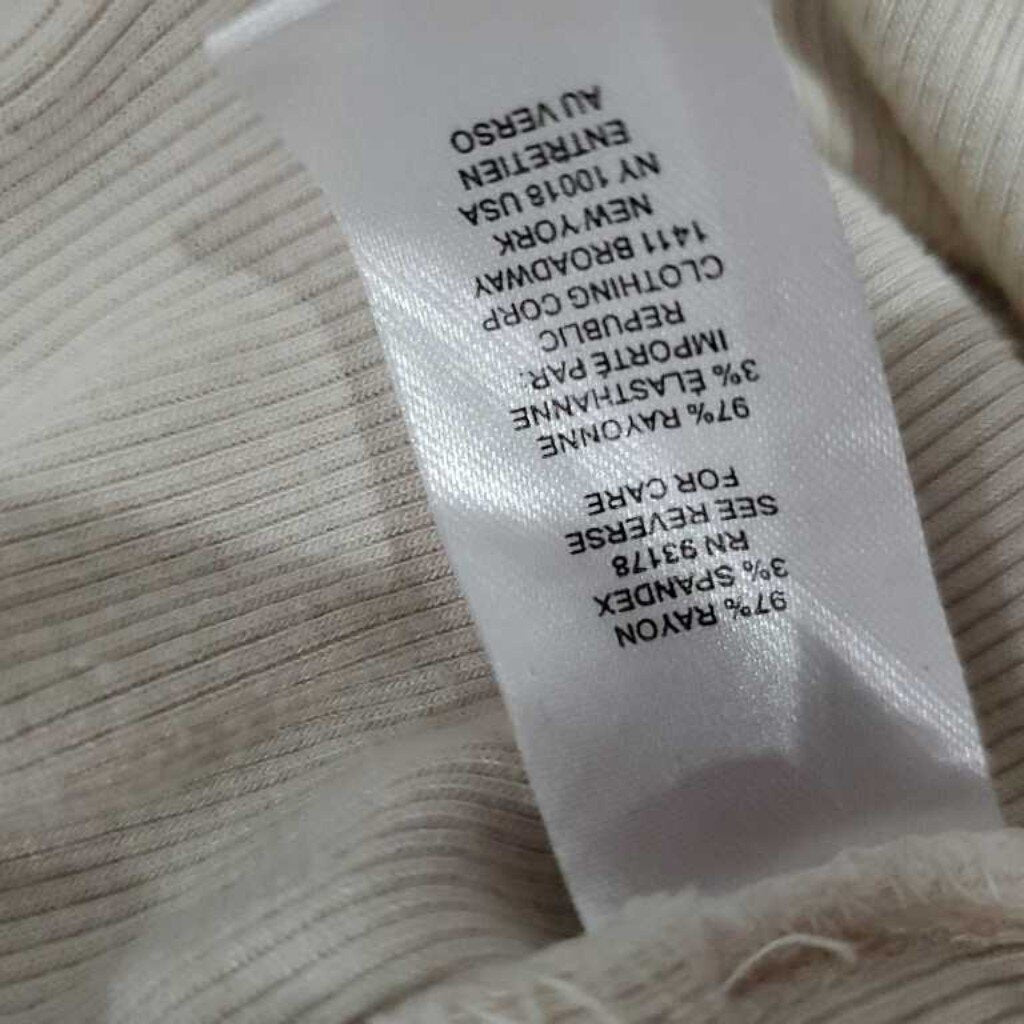 97% RAYON
3% SPANDEX
RN 93178
SEE REVERSE
FOR CARE
97% RAYONNE
3% ÉLASTHANNE
IMPORTÉ PAR:
REPUBLIC
CLOTHING CORP
1411 BROADWAY
NEW YORK
NY 10018 USA
ENTRETIEN
AU VERSO